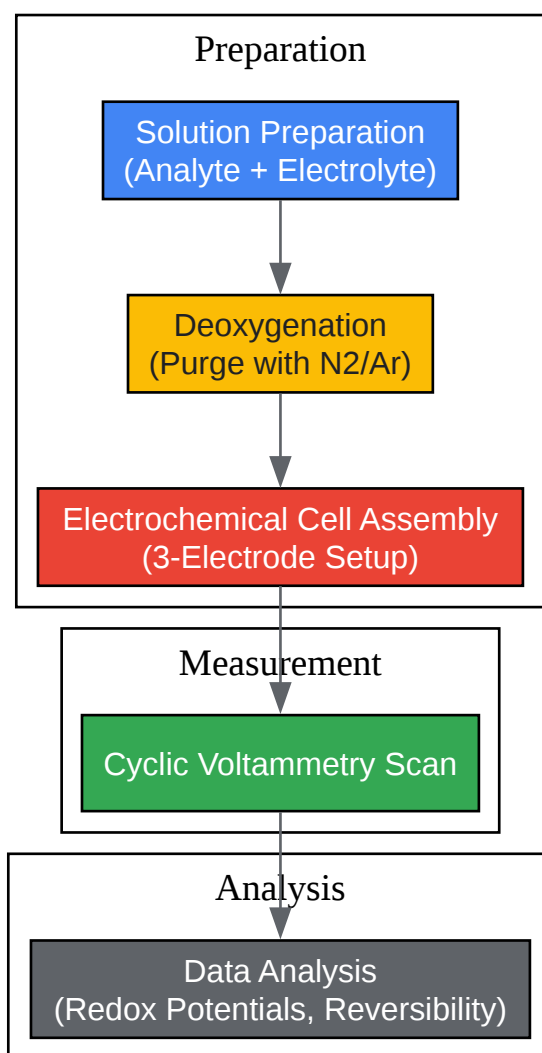 Preparation
Solution Preparation
(Analyte + Electrolyte)
Deoxygenation
(Purge with N2/Ar)
Electrochemical Cell Assembly
(3-Electrode Setup)
Measurement
Cyclic Voltammetry Scan
Analysis
Data Analysis
(Redox Potentials, Reversibility)